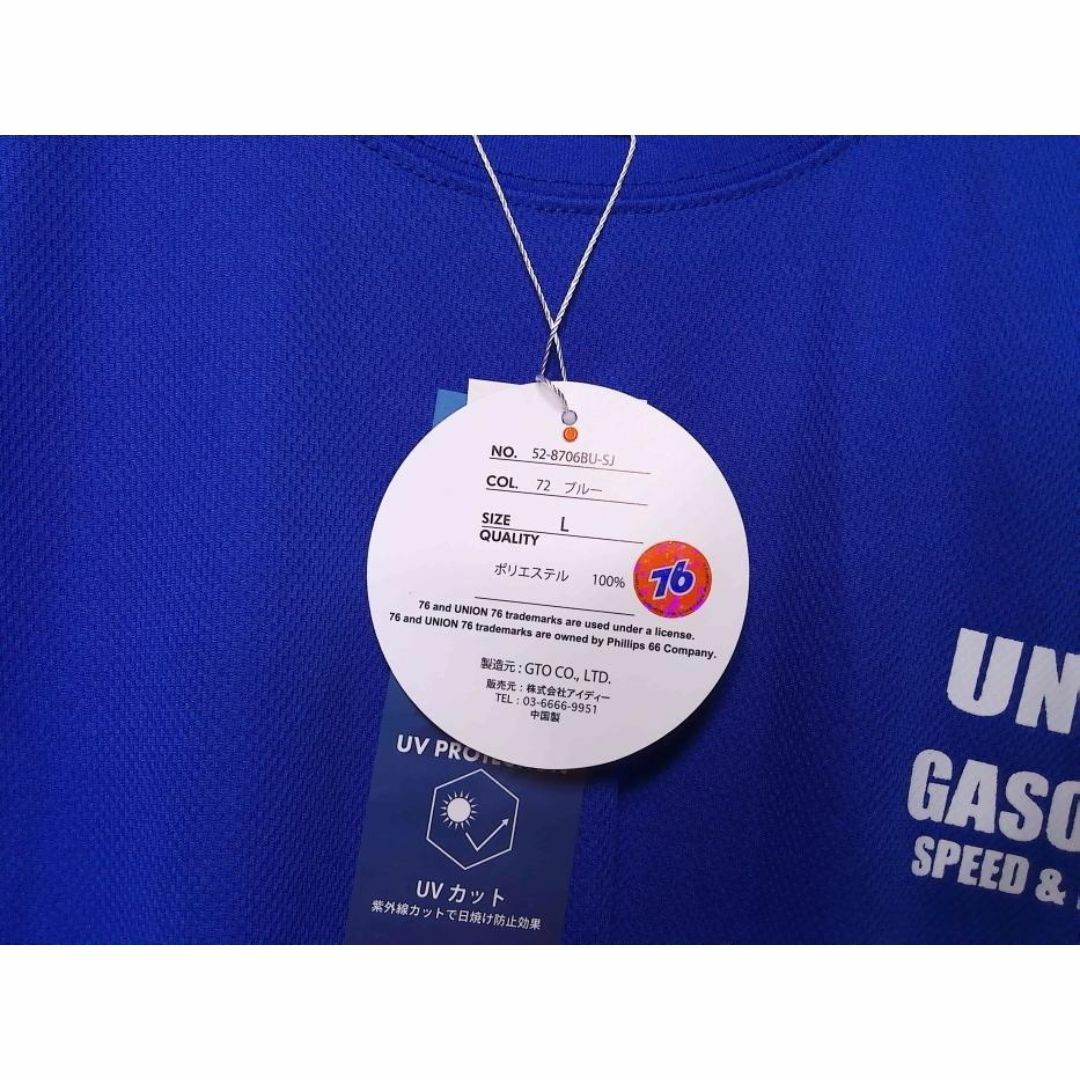 NO. 52-8706BU-SJ
COL. 72 ブルー
SIZE L
QUALITY
ポリエステル 100%
76
76 and UNION 76 trademarks are used under a license.
76 and UNION 76 trademarks are owned by Phillips 66 Company.
製造元 : GTO CO., LTD.
販売元 : 株式会社アイディー
TEL : 03-6666-9951
中国製
UV PROTECTION
UV カット
紫外線カットで日焼け防止効果
UN
GASO
SPEED &